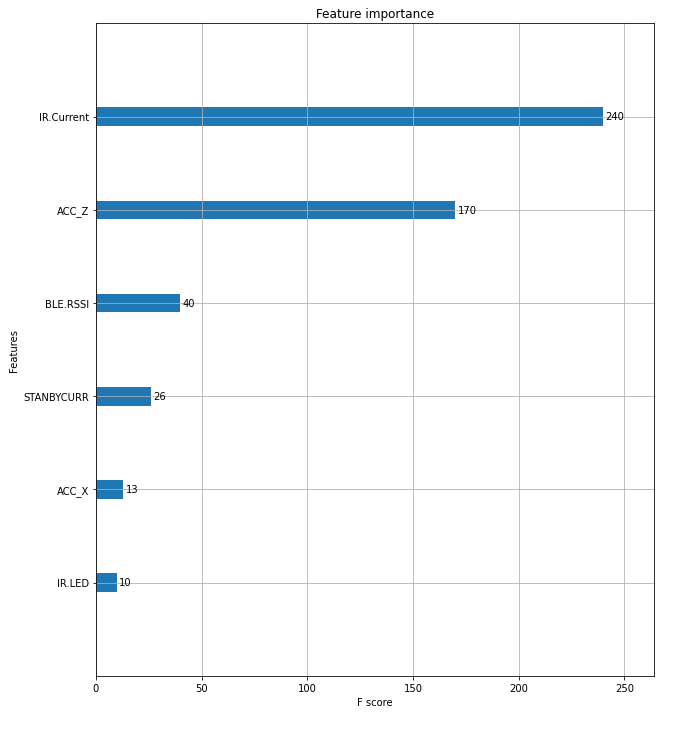 Feature importance
IR.Current
240
ACC_Z
170
BLE.RSSI
40
Features
STANBYCURR
26
ACC_X
13
IR.LED
10
0 50 100 150 200 250
F score